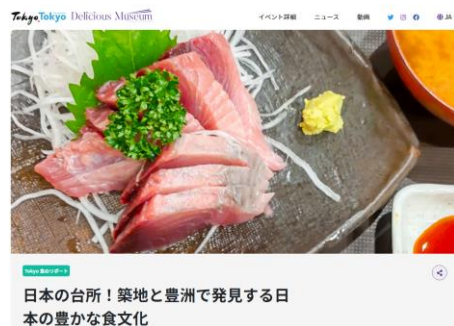 Tokyo Tokyo Delicious Museum
イベント詳細 ニュース 動画 JA
Tokyo 食のリポート
日本の台所！築地と豊洲で発見する日
本の豊かな食文化